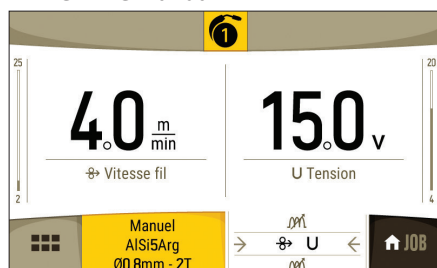 1
25
20
4.0 m/min
15.0 V
Vitesse fil
U Tension
2
4
Manuel
AlSi5Arg
Ø0.8mm - 2T
U
JOB